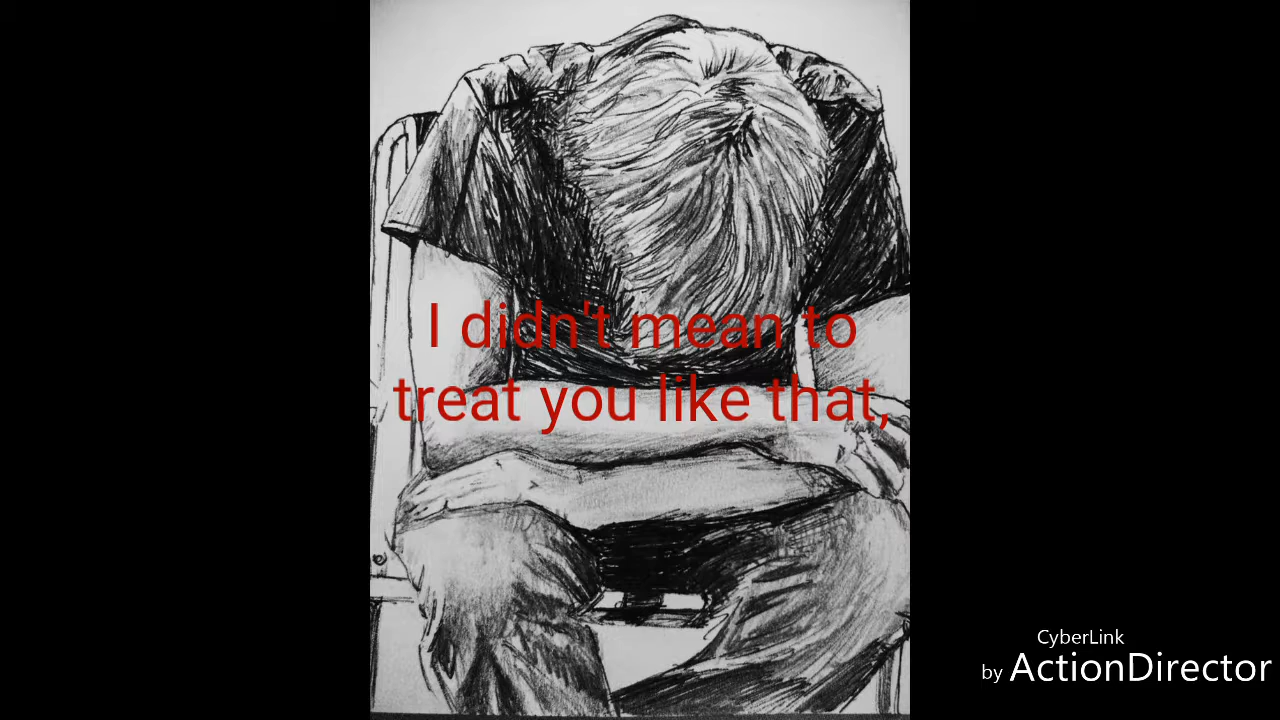 I didn't mean to
treat you like that,
CyberLink
by ActionDirector